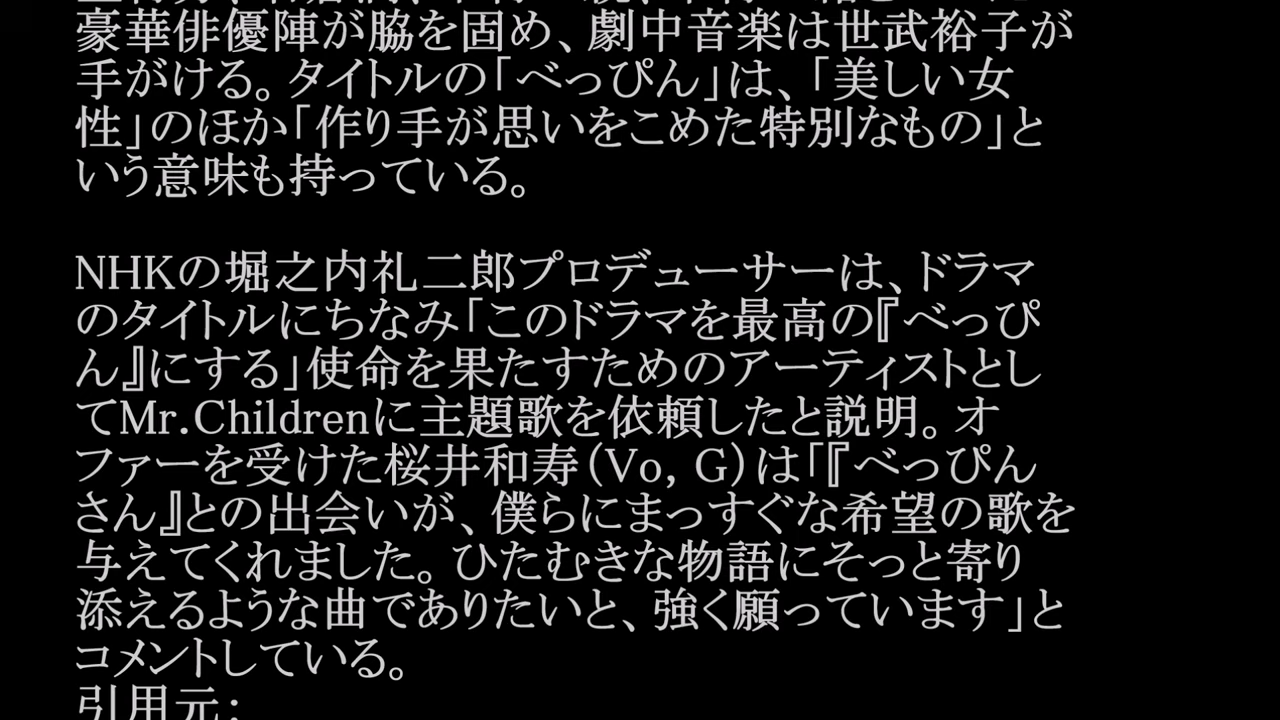 豪華俳優陣が脇を固め、劇中音楽は世武裕子が
手がける。タイトルの「べっぴん」は、「美しい女
性」のほか「作り手が思いをこめた特別なもの」と
いう意味も持っている。
NHKの堀之内礼二郎プロデューサーは、ドラマ
のタイトルにちなみ「このドラマを最高の『べっぴ
ん』にする」使命を果たすためのアーティストとし
てMr.Childrenに主題歌を依頼したと説明。オ
ファーを受けた桜井和寿（Vo, G）は「『べっぴん
さん』との出会いが、僕らにまっすぐな希望の歌を
与えてくれました。ひたむきな物語にそっと寄り
添えるような曲でありたいと、強く願っています」と
コメントしている。
引用元：